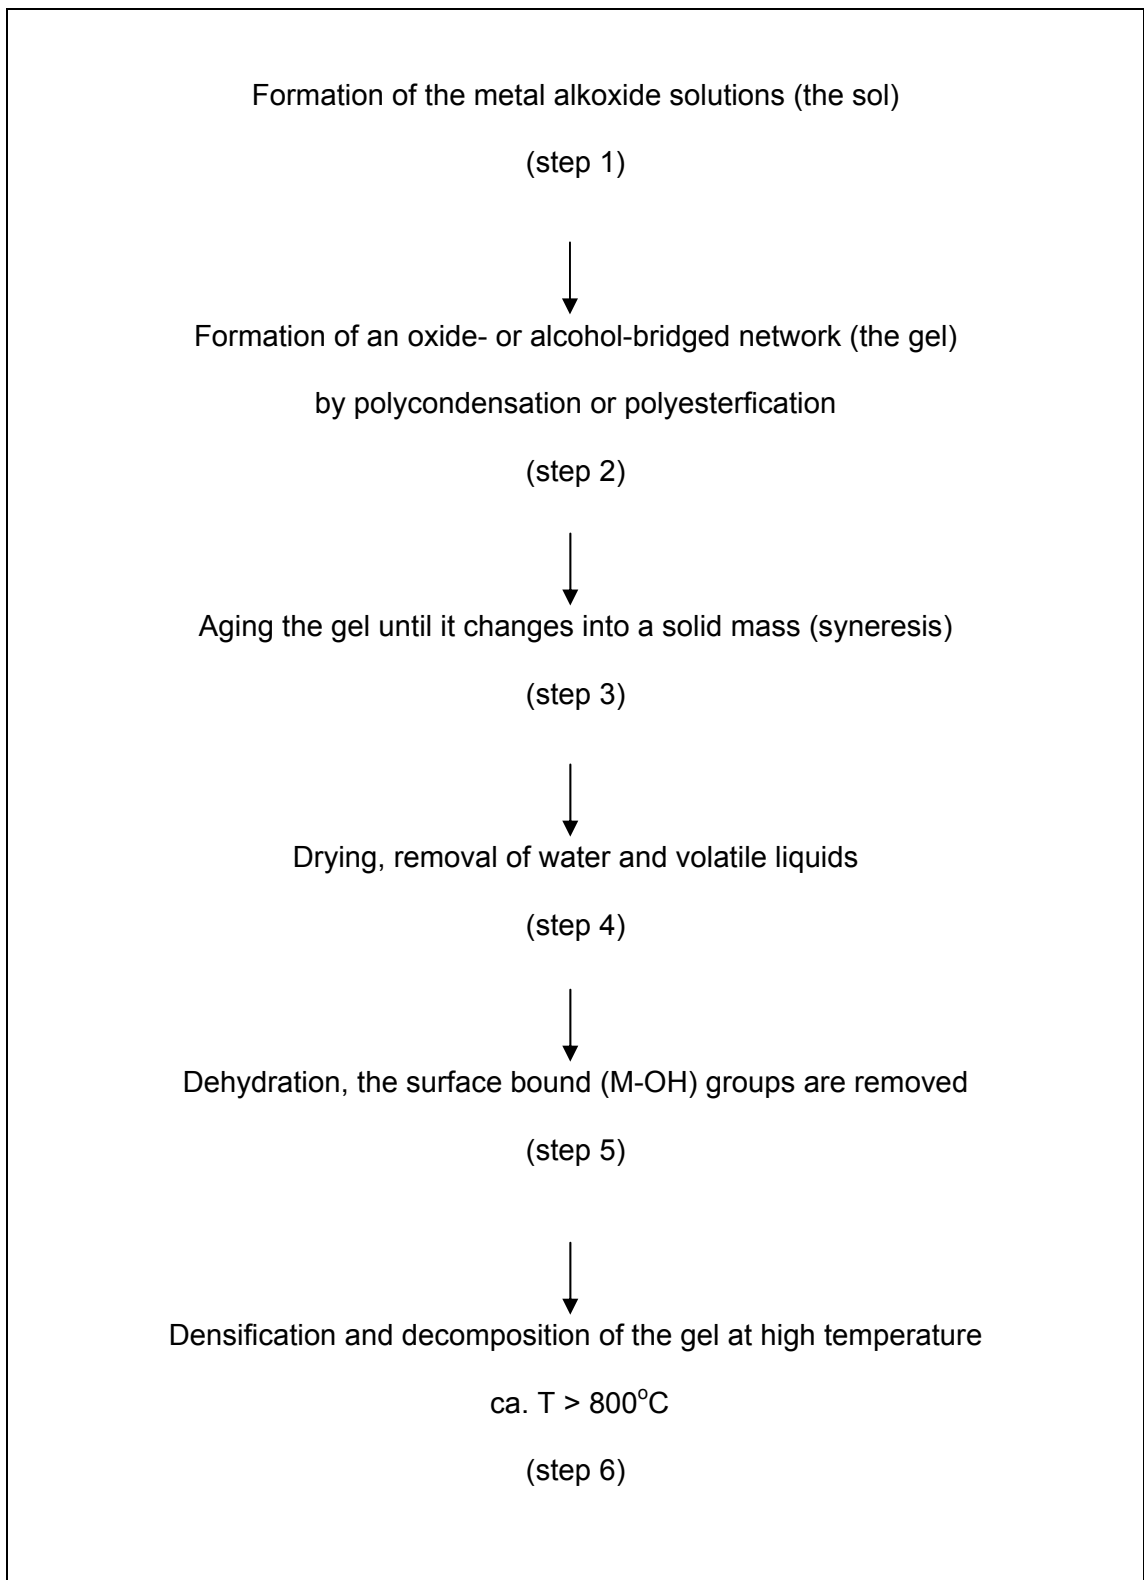 Formation of the metal alkoxide solutions (the sol)
(step 1)
Formation of an oxide- or alcohol-bridged network (the gel)
by polycondensation or polyesterfication
(step 2)
Aging the gel until it changes into a solid mass (syneresis)
(step 3)
Drying, removal of water and volatile liquids
(step 4)
Dehydration, the surface bound (M-OH) groups are removed
(step 5)
Densification and decomposition of the gel at high temperature
ca. T > 800°C
(step 6)